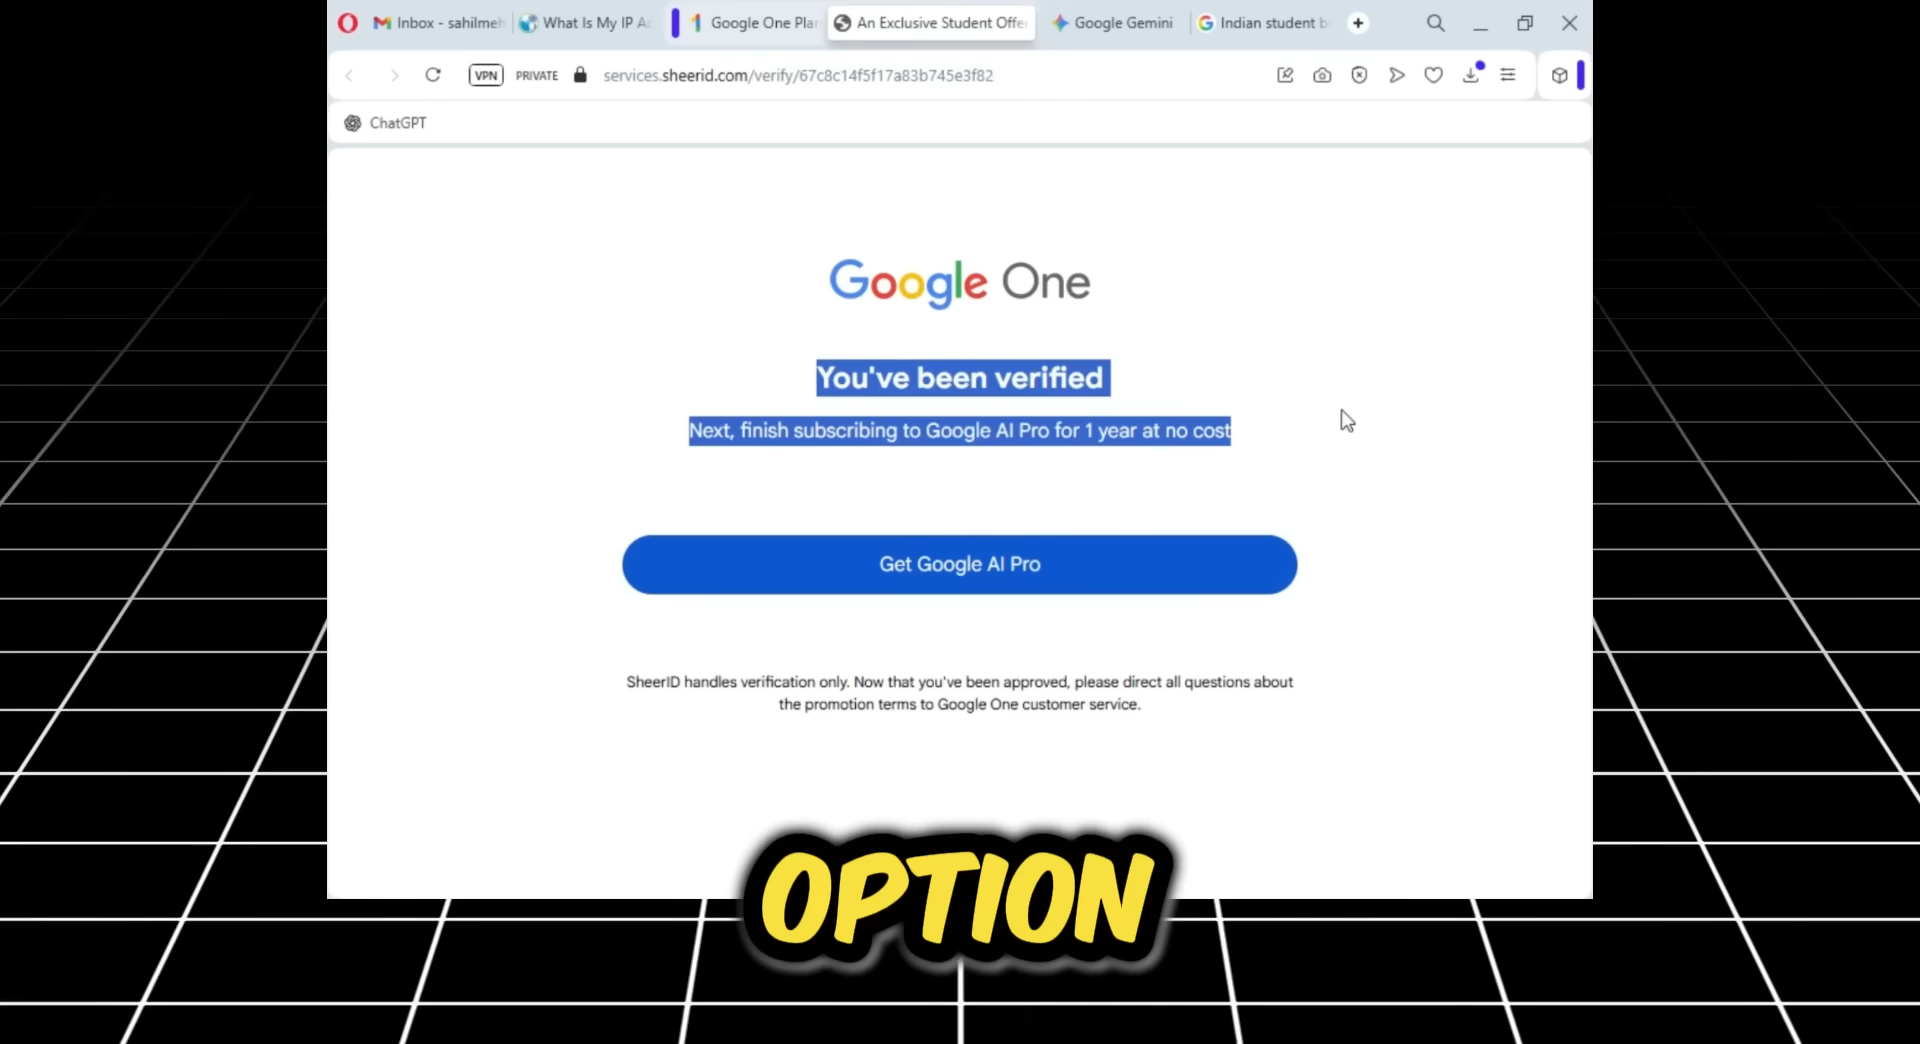 Inbox - sahilmeh
What Is My IP Ac
Google One Plan
An Exclusive Student Offer
Google Gemini
Indian student b
VPN PRIVATE services.sheerid.com/verify/67c8c14f5f17a83b745e3f82
ChatGPT
Google One
You've been verified
Next, finish subscribing to Google AI Pro for 1 year at no cost
Get Google AI Pro
SheerID handles verification only. Now that you've been approved, please direct all questions about
the promotion terms to Google One customer service.
OPTION